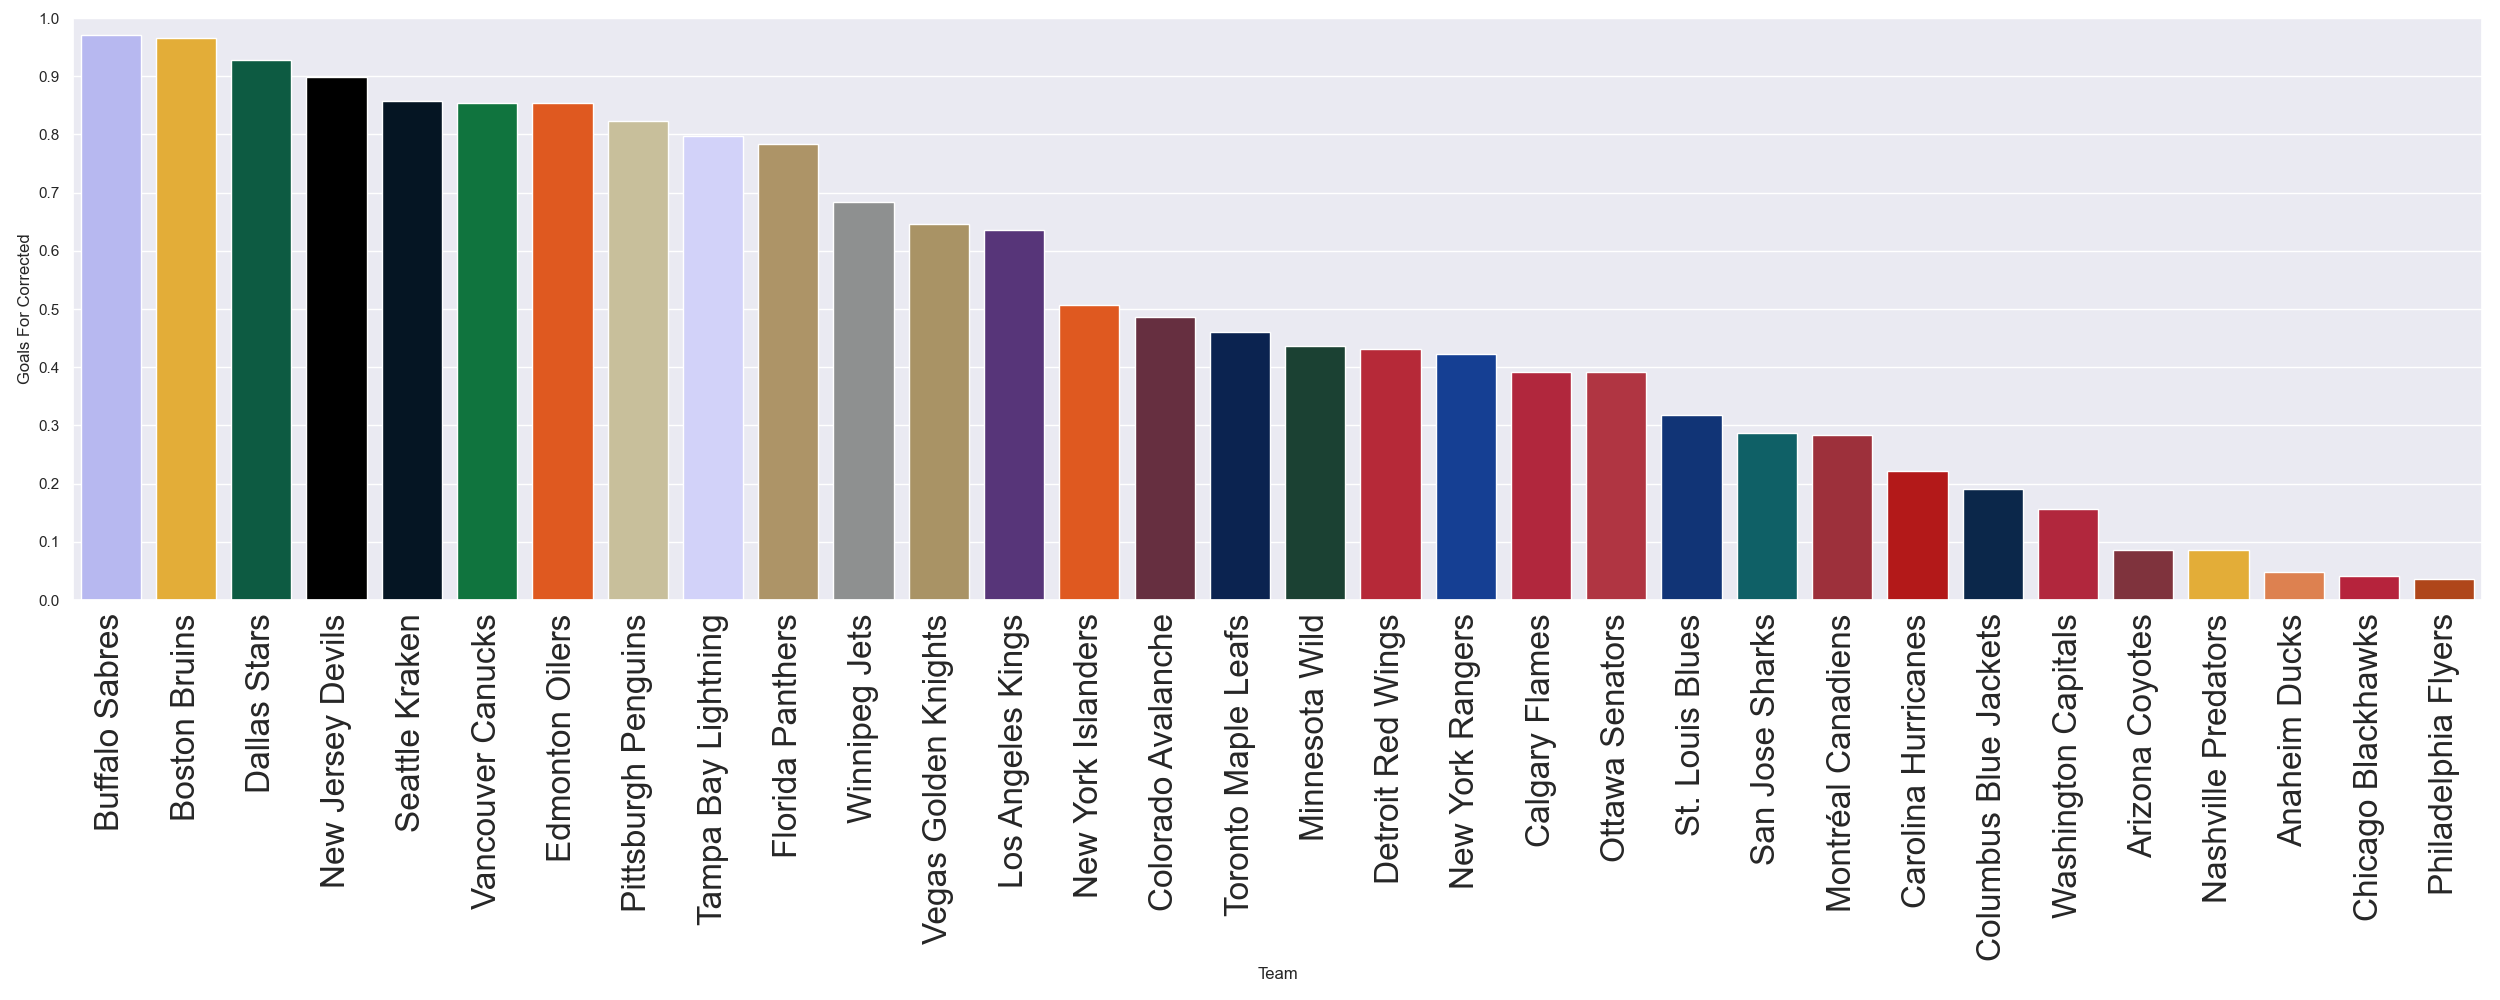 1.0
0.9
0.8
0.7
0.6
0.5
0.4
0.3
0.2
0.1
0.0
Goals For Corrected
Buffalo Sabres
Boston Bruins
Dallas Stars
New Jersey Devils
Seattle Kraken
Vancouver Canucks
Edmonton Oilers
Pittsburgh Penguins
Tampa Bay Lightning
Florida Panthers
Winnipeg Jets
Vegas Golden Knights
Los Angeles Kings
New York Islanders
Colorado Avalanche
Toronto Maple Leafs
Minnesota Wild
Detroit Red Wings
New York Rangers
Calgary Flames
Ottawa Senators
St. Louis Blues
San Jose Sharks
Montréal Canadiens
Carolina Hurricanes
Columbus Blue Jackets
Washington Capitals
Arizona Coyotes
Nashville Predators
Anaheim Ducks
Chicago Blackhawks
Philadelphia Flyers
Team